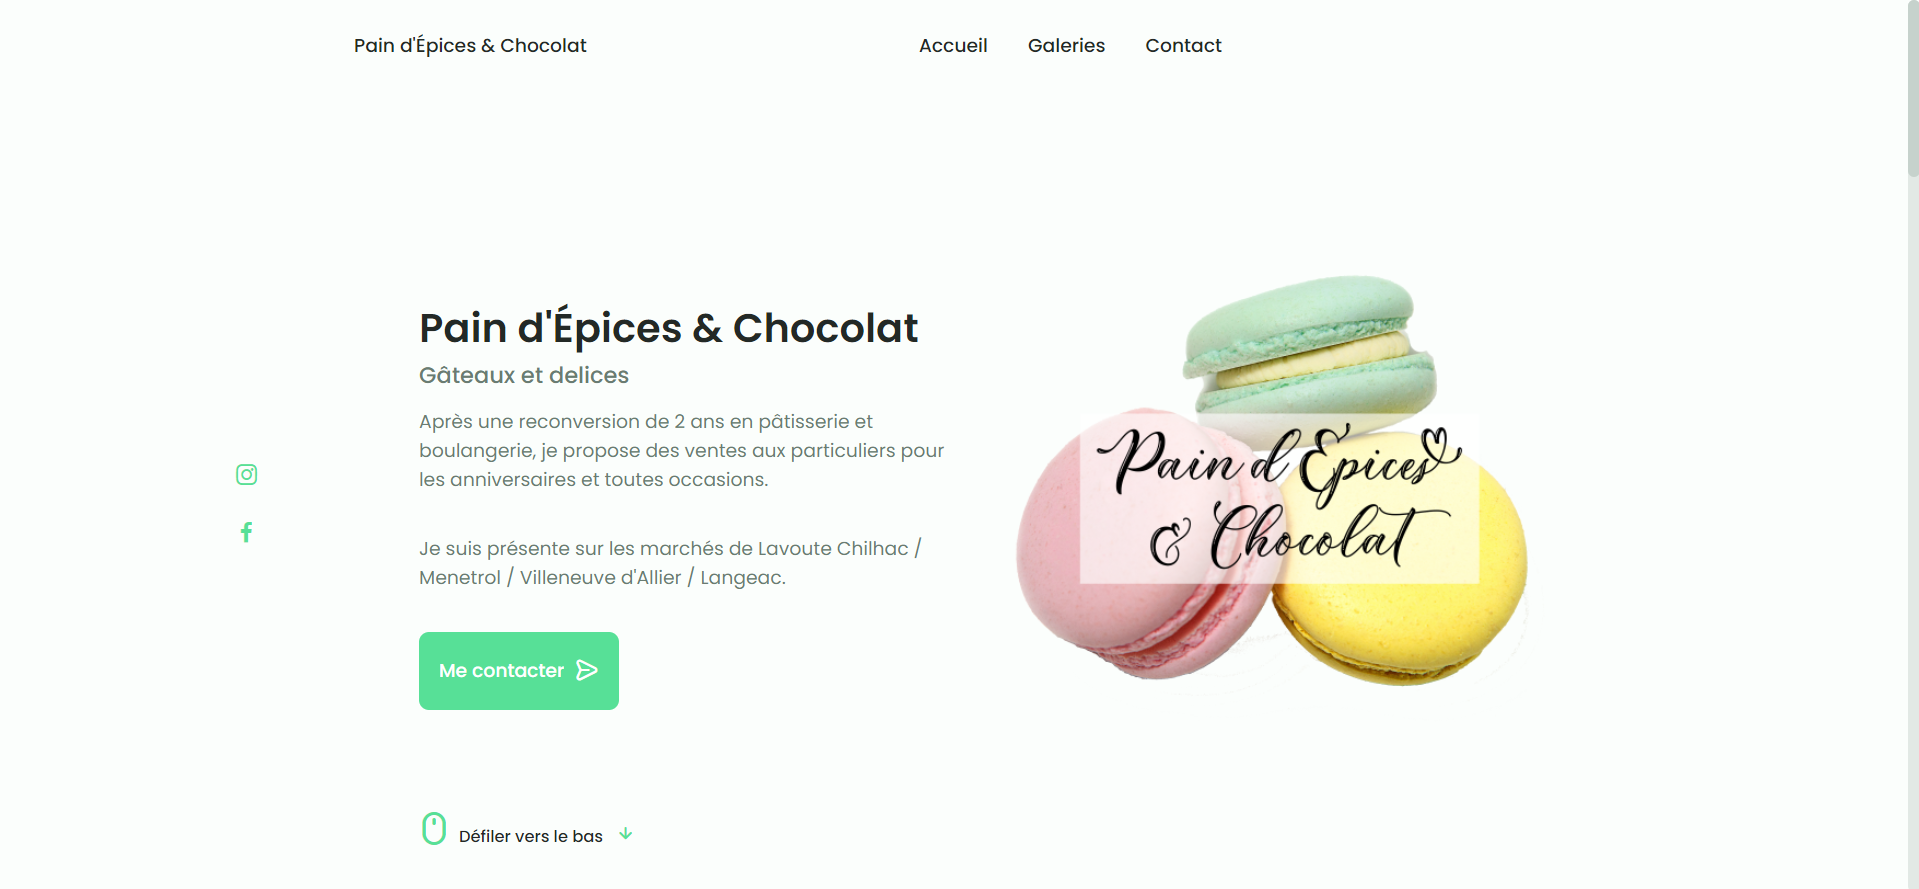 Pain d'Épices & Chocolat
Accueil
Galeries
Contact
Pain d'Épices & Chocolat
Gâteaux et delices
Après une reconversion de 2 ans en pâtisserie et
boulangerie, je propose des ventes aux particuliers pour
les anniversaires et toutes occasions.
Je suis présente sur les marchés de Lavoute Chilhac /
Menetrol / Villeneuve d'Allier / Langeac.
Me contacter
Pain d'Epices
& Chocolat
Défiler vers le bas